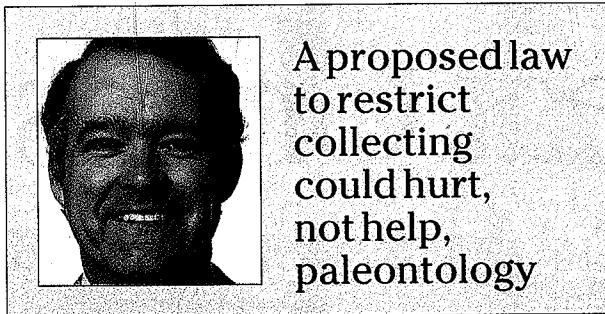 A proposed law
to restrict
collecting
could hurt,
not help,
paleontology